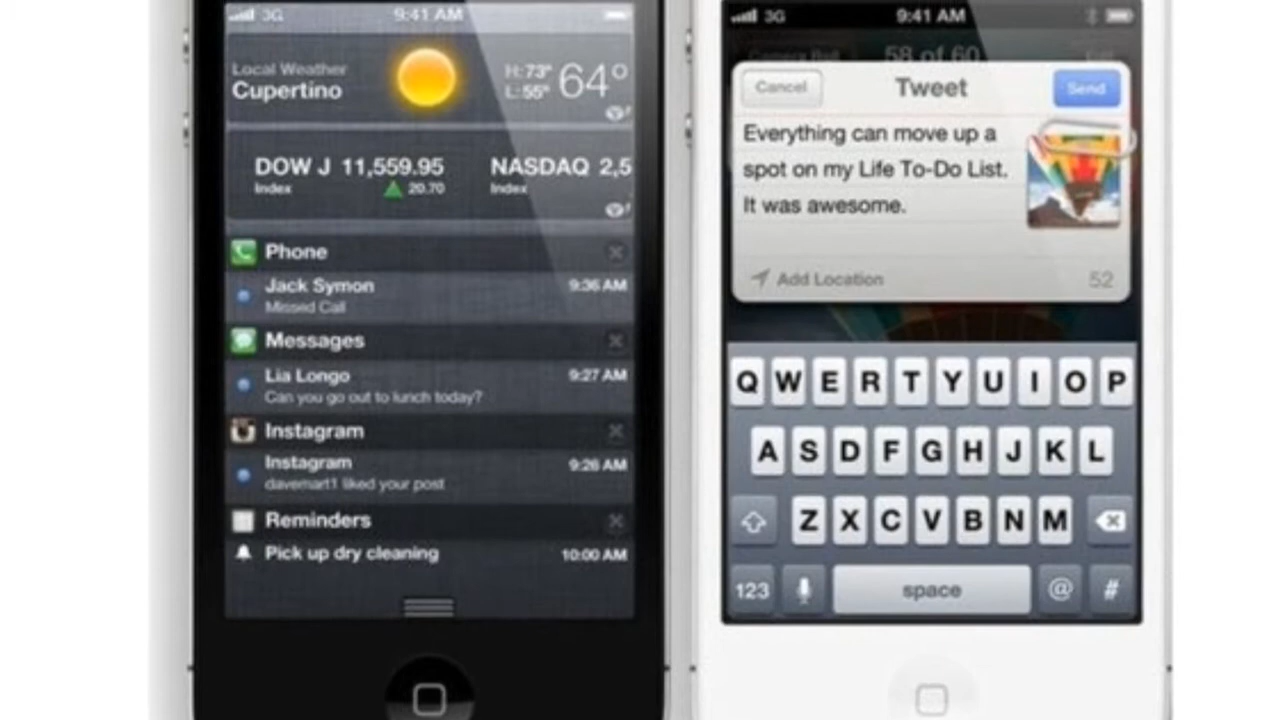 3G 9:41 AM
Local Weather
Cupertino
H: 73°
L: 55°
64°
DOW J 11,559.95
Index 20.70
NASDAQ 2,5
Index
Phone
Jack Symon 9:36 AM
Missed Call
Messages
Lia Longo 9:27 AM
Can you go out to lunch today?
Instagram
Instagram 9:26 AM
davemart1 liked your post
Reminders
Pick up dry cleaning 10:00 AM
3G 9:41 AM
Camera Roll 58 of 60
Cancel Tweet Send
Everything can move up a
spot on my Life To-Do List.
It was awesome.
Add Location 52
Q W E R T Y U I O P
A S D F G H J K L
Z X C V B N M
123 space @ #